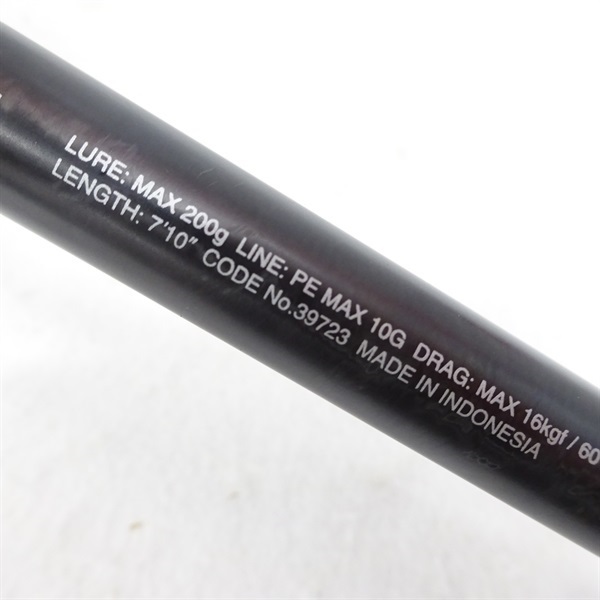 LURE: MAX 200g LINE: PE MAX 10G DRAG: MAX 16kgf / 60
LENGTH: 7'10" CODE No.39723 MADE IN INDONESIA